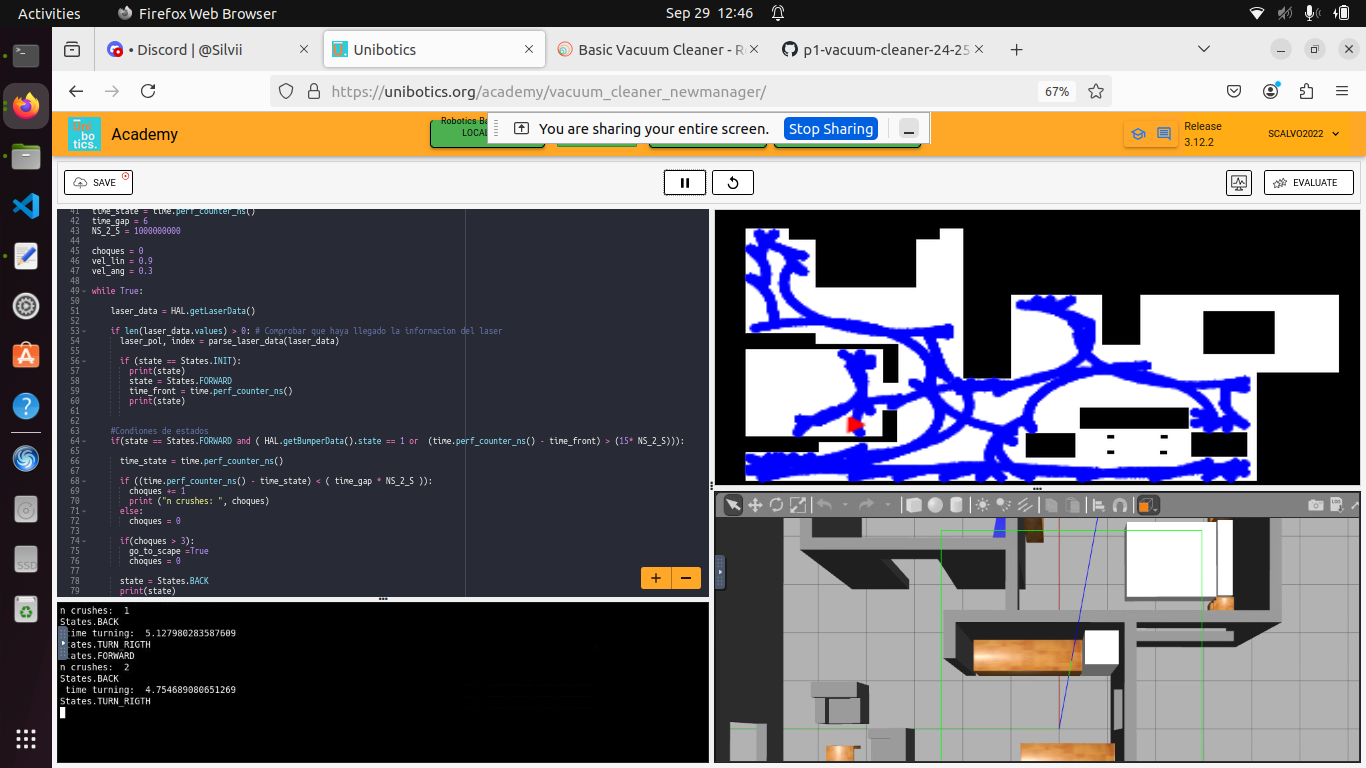 Activities
Firefox Web Browser
Sep 29 12:46
• Discord | @Silvii
Unibotics
Basic Vacuum Cleaner - R
p1-vacuum-cleaner-24-25
https://unibotics.org/academy/vacuum_cleaner_newmanager/
67%
Uni
bo
tics.
Academy
Robotics Ba
LOCAL
You are sharing your entire screen.
Stop Sharing
Release
3.12.2
SCALVO2022
SAVE
EVALUATE
41 time_state = time.perf_counter_ns()
42 time_gap = 6
43 NS_2_S = 1000000000
44
45 choques = 0
46 vel_lin = 0.9
47 vel_ang = 0.3
48
49 while True:
50
51 laser_data = HAL.getLaserData()
52
53 if len(laser_data.values) > 0: # Comprobar que haya llegado la informacion del laser
54 laser_pol, index = parse_laser_data(laser_data)
55
56 if (state == States.INIT):
57 print(state)
58 state = States.FORWARD
59 time_front = time.perf_counter_ns()
60 print(state)
61
62
63 #Condiones de estados
64 if(state == States.FORWARD and ( HAL.getBumperData().state == 1 or (time.perf_counter_ns() - time_front) > (15* NS_2_S))):
65
66 time_state = time.perf_counter_ns()
67
68 if ((time.perf_counter_ns() - time_state) < ( time_gap * NS_2_S )):
69 choques += 1
70 print ("n crushes: ", choques)
71 else:
72 choques = 0
73
74 if(choques > 3):
75 go_to_scape =True
76 choques = 0
77
78 state = States.BACK
79 print(state)
n crushes: 1
States.BACK
time turning: 5.127980283587609
tates.TURN_RIGTH
tates.FORWARD
n crushes: 2
States.BACK
time turning: 4.754689080651269
States.TURN_RIGTH
SSD